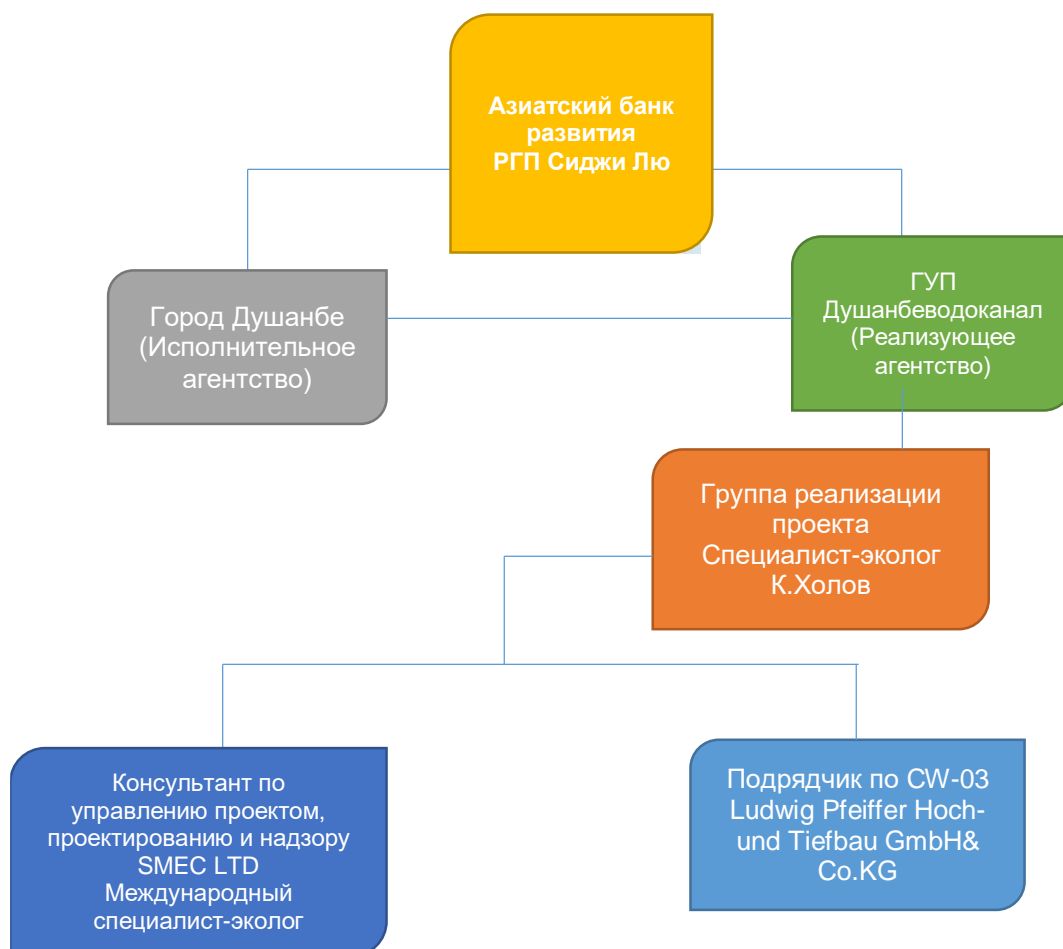 Азиатский банк
развития
РГП Сиджи Лю
Город Душанбе
(Исполнительное
агентство)
ГУП
Душанбеводоканал
(Реализующее
агентство)
Группа реализации
проекта
Специалист-эколог
К.Холов
Консультант по
управлению проектом,
проектированию и надзору
SMEC LTD
Международный
специалист-эколог
Подрядчик по CW-03
Ludwig Pfeiffer Hoch-
und Tiefbau GmbH&
Co.KG